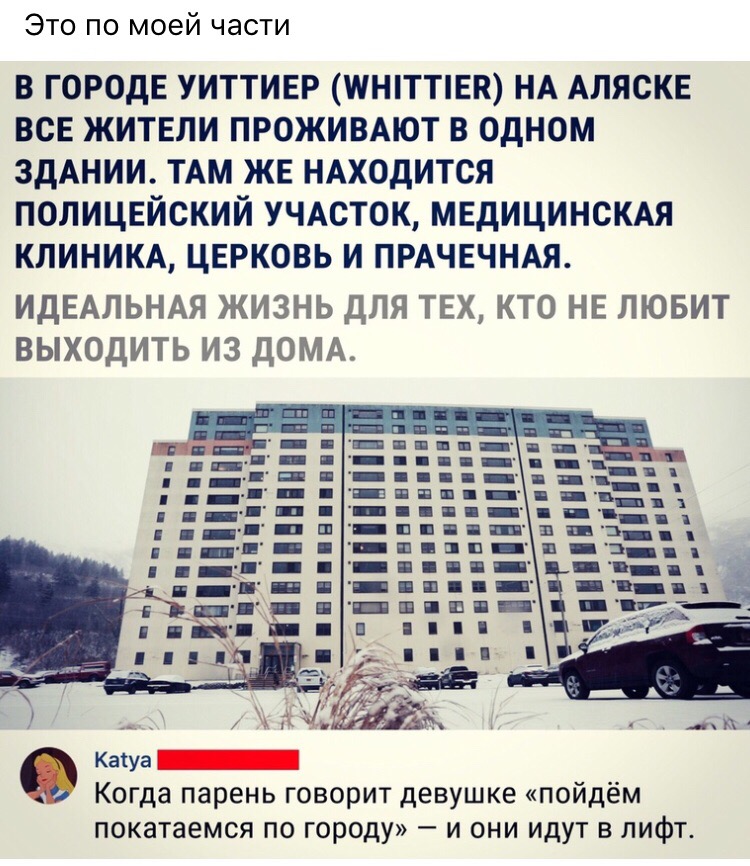 Это по моей части
В ГОРОДЕ УИТТИЕР (WHITTIER) НА АЛЯСКЕ
ВСЕ ЖИТЕЛИ ПРОЖИВАЮТ В ОДНОМ
ЗДАНИИ. ТАМ ЖЕ НАХОДИТСЯ
ПОЛИЦЕЙСКИЙ УЧАСТОК, МЕДИЦИНСКАЯ
КЛИНИКА, ЦЕРКОВЬ И ПРАЧЕЧНАЯ.
ИДЕАЛЬНАЯ ЖИЗНЬ ДЛЯ ТЕХ, КТО НЕ ЛЮБИТ
ВЫХОДИТЬ ИЗ ДОМА.
Katya
Когда парень говорит девушке «пойдём
покатаемся по городу» — и они идут в лифт.